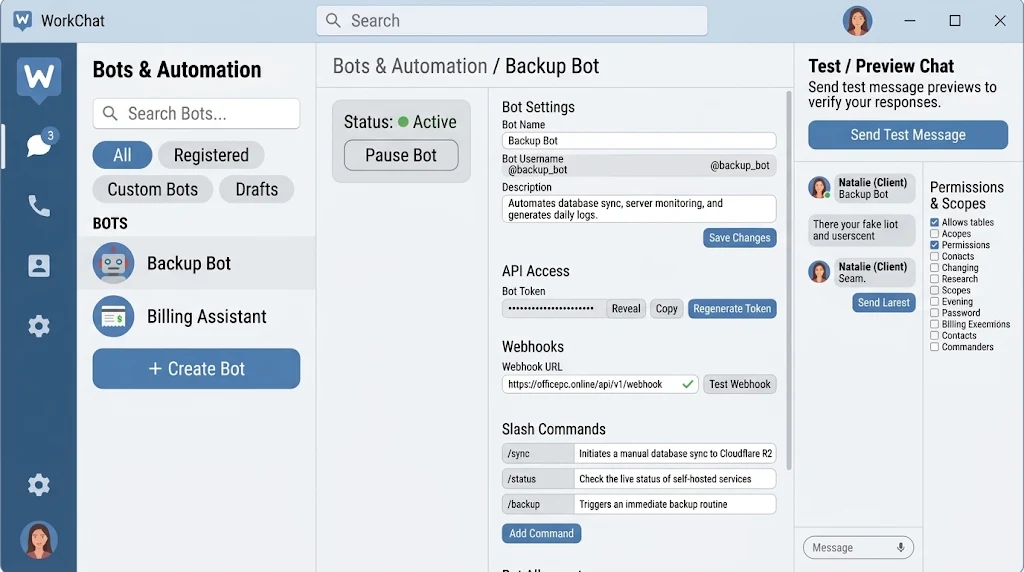 WorkChat
Search
W
3
Bots & Automation
Search Bots...
All
Registered
Custom Bots
Drafts
BOTS
Backup Bot
Billing Assistant
+ Create Bot
Bots & Automation / Backup Bot
Status: Active
Pause Bot
Bot Settings
Bot Name
Backup Bot
Bot Username
@backup_bot
@backup_bot
Description
Automates database sync, server monitoring, and
generates daily logs.
Save Changes
API Access
Bot Token
Reveal
Copy
Regenerate Token
Webhooks
Webhook URL
https://officepc.online/api/v1/webhook
Test Webhook
Slash Commands
/sync
Initiates a manual database sync to Cloudflare R2
/status
Check the live status of self-hosted services
/backup
Triggers an immediate backup routine
Add Command
Test / Preview Chat
Send test message previews to
verify your responses.
Send Test Message
Natalie (Client)
Backup Bot
There your fake liot
and userscent
Natalie (Client)
Seam.
Send Larest
Message
Permissions
& Scopes
Allows tables
Acopes
Permissions
Conacts
Changing
Research
Scopes
Evening
Password
Contacts
Commanders